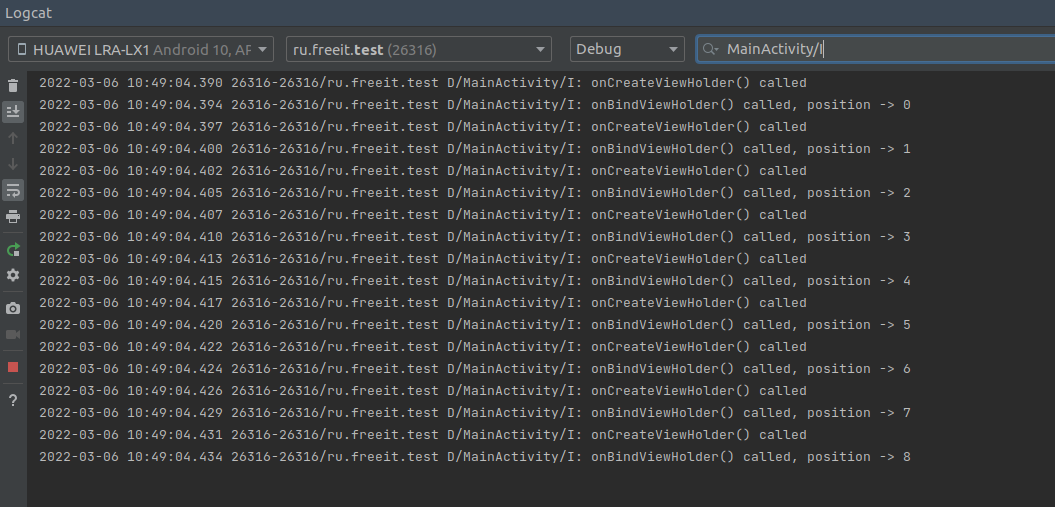 Logcat
HUAWEI LRA-LX1 Android 10, AF ru.freeit.test (26316) Debug MainActivity/I
2022-03-06 10:49:04.390 26316-26316/ru.freeit.test D/MainActivity/I: onCreateViewHolder() called
2022-03-06 10:49:04.394 26316-26316/ru.freeit.test D/MainActivity/I: onBindViewHolder() called, position -> 0
2022-03-06 10:49:04.397 26316-26316/ru.freeit.test D/MainActivity/I: onCreateViewHolder() called
2022-03-06 10:49:04.400 26316-26316/ru.freeit.test D/MainActivity/I: onBindViewHolder() called, position -> 1
2022-03-06 10:49:04.402 26316-26316/ru.freeit.test D/MainActivity/I: onCreateViewHolder() called
2022-03-06 10:49:04.405 26316-26316/ru.freeit.test D/MainActivity/I: onBindViewHolder() called, position -> 2
2022-03-06 10:49:04.407 26316-26316/ru.freeit.test D/MainActivity/I: onCreateViewHolder() called
2022-03-06 10:49:04.410 26316-26316/ru.freeit.test D/MainActivity/I: onBindViewHolder() called, position -> 3
2022-03-06 10:49:04.413 26316-26316/ru.freeit.test D/MainActivity/I: onCreateViewHolder() called
2022-03-06 10:49:04.415 26316-26316/ru.freeit.test D/MainActivity/I: onBindViewHolder() called, position -> 4
2022-03-06 10:49:04.417 26316-26316/ru.freeit.test D/MainActivity/I: onCreateViewHolder() called
2022-03-06 10:49:04.420 26316-26316/ru.freeit.test D/MainActivity/I: onBindViewHolder() called, position -> 5
2022-03-06 10:49:04.422 26316-26316/ru.freeit.test D/MainActivity/I: onCreateViewHolder() called
2022-03-06 10:49:04.424 26316-26316/ru.freeit.test D/MainActivity/I: onBindViewHolder() called, position -> 6
2022-03-06 10:49:04.426 26316-26316/ru.freeit.test D/MainActivity/I: onCreateViewHolder() called
2022-03-06 10:49:04.429 26316-26316/ru.freeit.test D/MainActivity/I: onBindViewHolder() called, position -> 7
2022-03-06 10:49:04.431 26316-26316/ru.freeit.test D/MainActivity/I: onCreateViewHolder() called
2022-03-06 10:49:04.434 26316-26316/ru.freeit.test D/MainActivity/I: onBindViewHolder() called, position -> 8